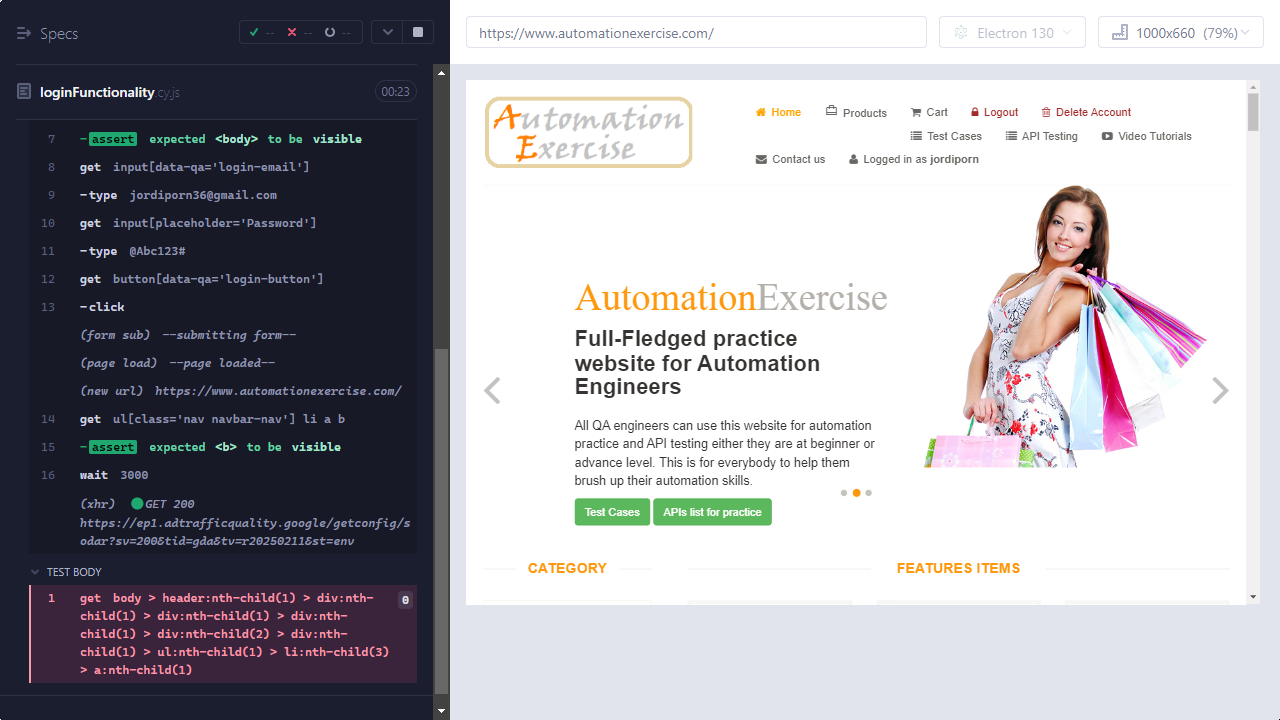 Specs
-- -- --
loginFunctionality.cy.js
00:23
7 -assert expected <body> to be visible
8 get input[data-qa='login-email']
9 -type jordiporn36@gmail.com
10 get input[placeholder='Password']
11 -type @Abc123#
12 get button[data-qa='login-button']
13 -click
(form sub) --submitting form--
(page load) --page loaded--
(new url) https://www.automationexercise.com/
14 get ul[class='nav navbar-nav'] li a b
15 -assert expected <b> to be visible
16 wait 3000
(xhr) GET 200
https://ep1.adtrafficquality.google/getconfig/s
odar?sv=200&tid=gda&tv=r20250211&st=env
TEST BODY
1 get body > header:nth-child(1) > div:nth-
child(1) > div:nth-child(1) > div:nth-
child(1) > div:nth-child(2) > div:nth-
child(1) > ul:nth-child(1) > li:nth-child(3)
> a:nth-child(1)
0
https://www.automationexercise.com/
Electron 130
1000x660 (79%)
Automation
Exercise
Home Products Cart Logout Delete Account
Test Cases API Testing Video Tutorials
Contact us Logged in as jordiporn
AutomationExercise
Full-Fledged practice
website for Automation
Engineers
All QA engineers can use this website for automation
practice and API testing either they are at beginner or
advance level. This is for everybody to help them
brush up their automation skills.
Test Cases APIs list for practice
CATEGORY
FEATURES ITEMS